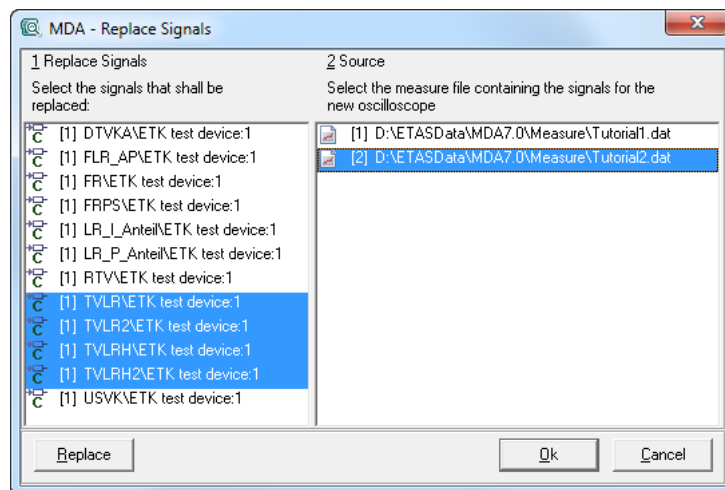 MDA - Replace Signals
1 Replace Signals
Select the signals that shall be
replaced:
[1] DTVKA\ETK test device:1
[1] FLR_AP\ETK test device:1
[1] FR\ETK test device:1
[1] FRPS\ETK test device:1
[1] LR_I_Anteil\ETK test device:1
[1] LR_P_Anteil\ETK test device:1
[1] RTV\ETK test device:1
[1] TVLR\ETK test device:1
[1] TVLR2\ETK test device:1
[1] TVLRH\ETK test device:1
[1] TVLRH2\ETK test device:1
[1] USVK\ETK test device:1
2 Source
Select the measure file containing the signals for the
new oscilloscope
[1] D:\ETASData\MDA7.0\Measure\Tutorial1.dat
[2] D:\ETASData\MDA7.0\Measure\Tutorial2.dat
Replace
Ok
Cancel